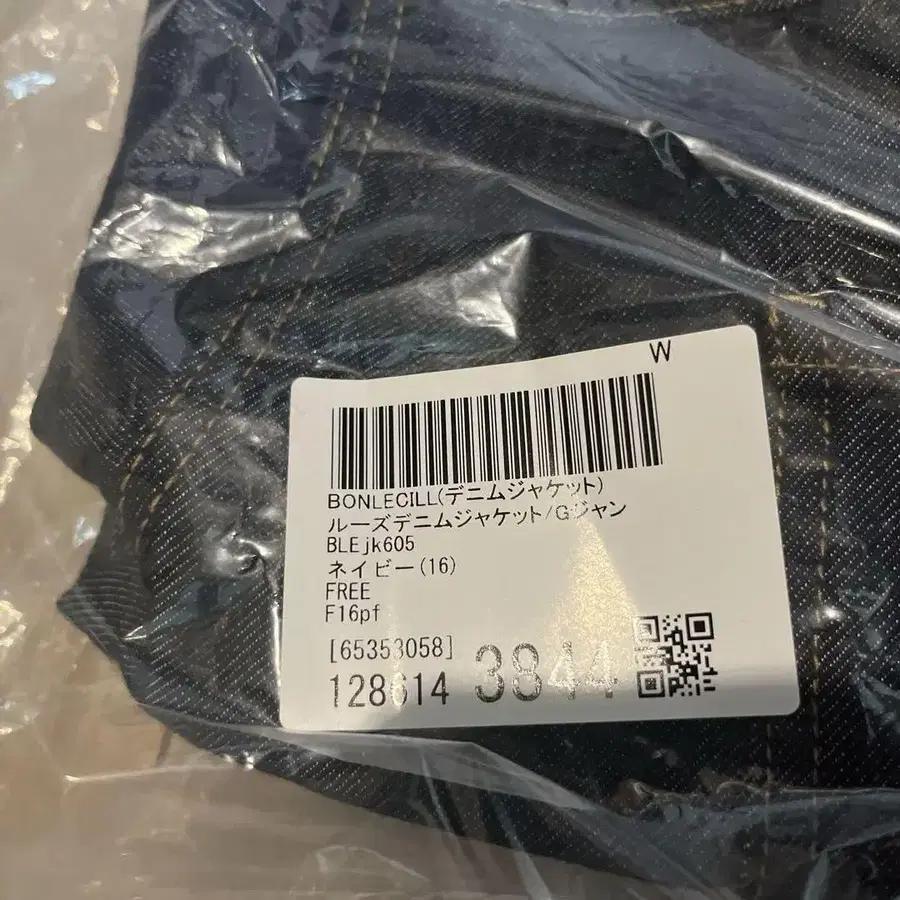 W
BONLECILL(デニムジャケット)
ルーズデニムジャケット/Gジャン
BLEjk605
ネイビー(16)
FREE
F16pf
[65353058]
128614 3844